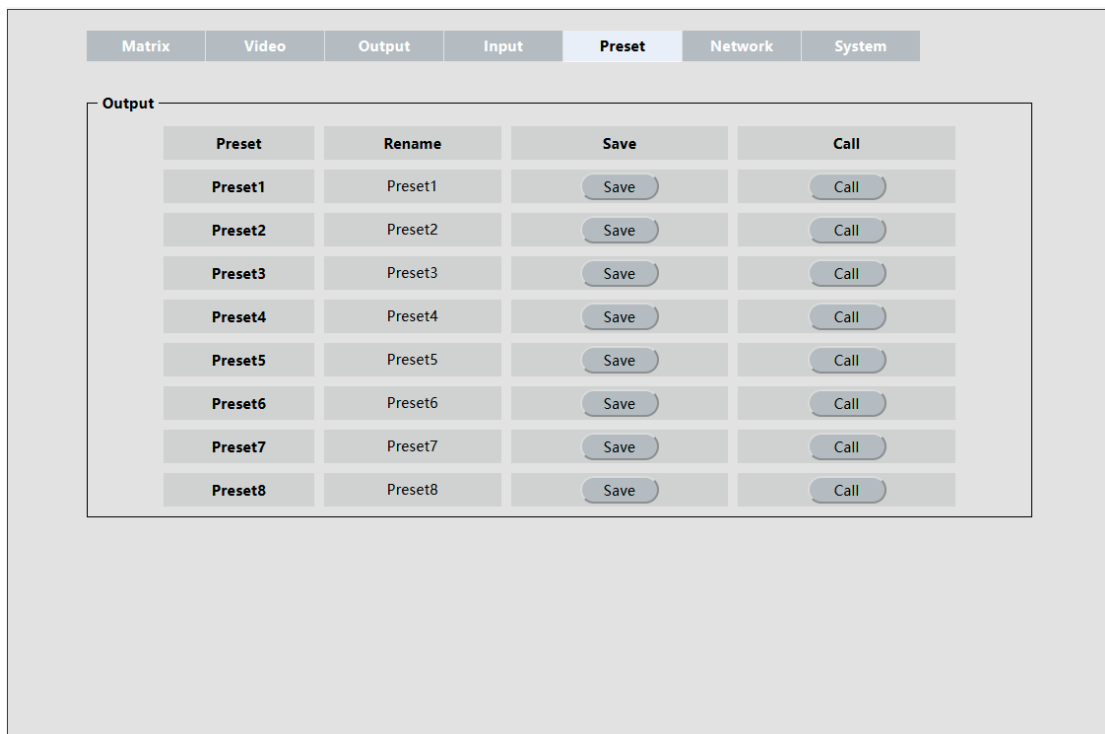 Matrix Video Output Input Preset Network System
Output
Preset Rename Save Call
Preset1 Preset1 Save Call
Preset2 Preset2 Save Call
Preset3 Preset3 Save Call
Preset4 Preset4 Save Call
Preset5 Preset5 Save Call
Preset6 Preset6 Save Call
Preset7 Preset7 Save Call
Preset8 Preset8 Save Call